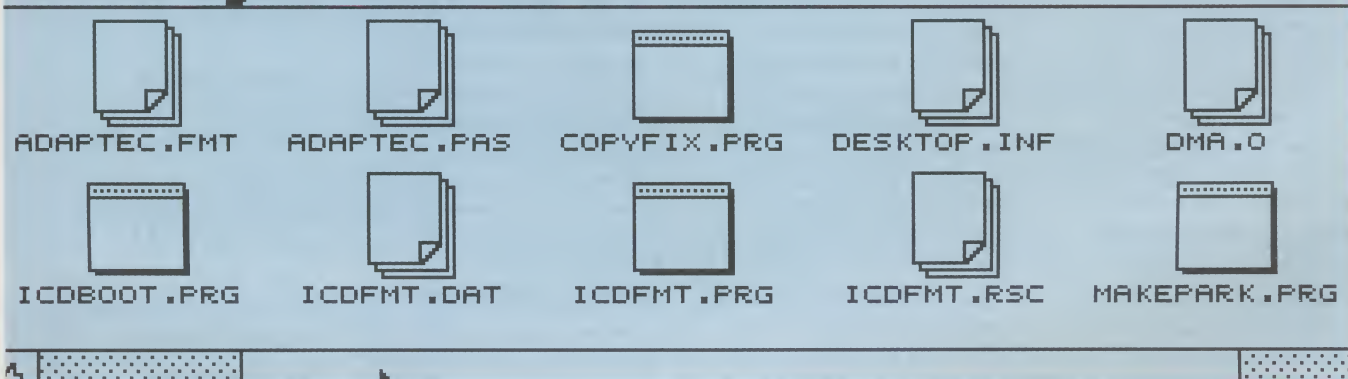 ADAPTEC.FMT ADAPTEC.PAS COPYFIX.PRG DESKTOP.INF DMA.O
ICDBOOT.PRG ICDFMT.DAT ICDFMT.PRG ICDFMT.RSC MAKEPARK.PRG